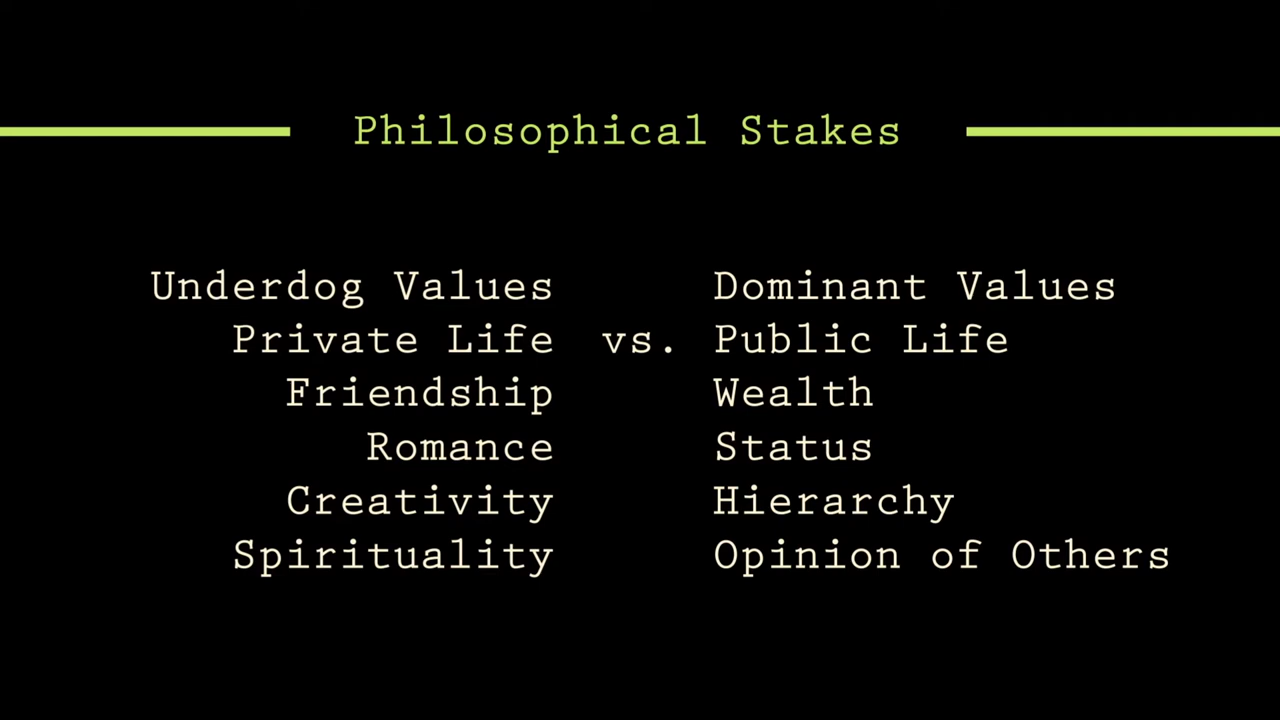 Philosophical Stakes
Underdog Values Dominant Values
Private Life vs. Public Life
Friendship Wealth
Romance Status
Creativity Hierarchy
Spirituality Opinion of Others